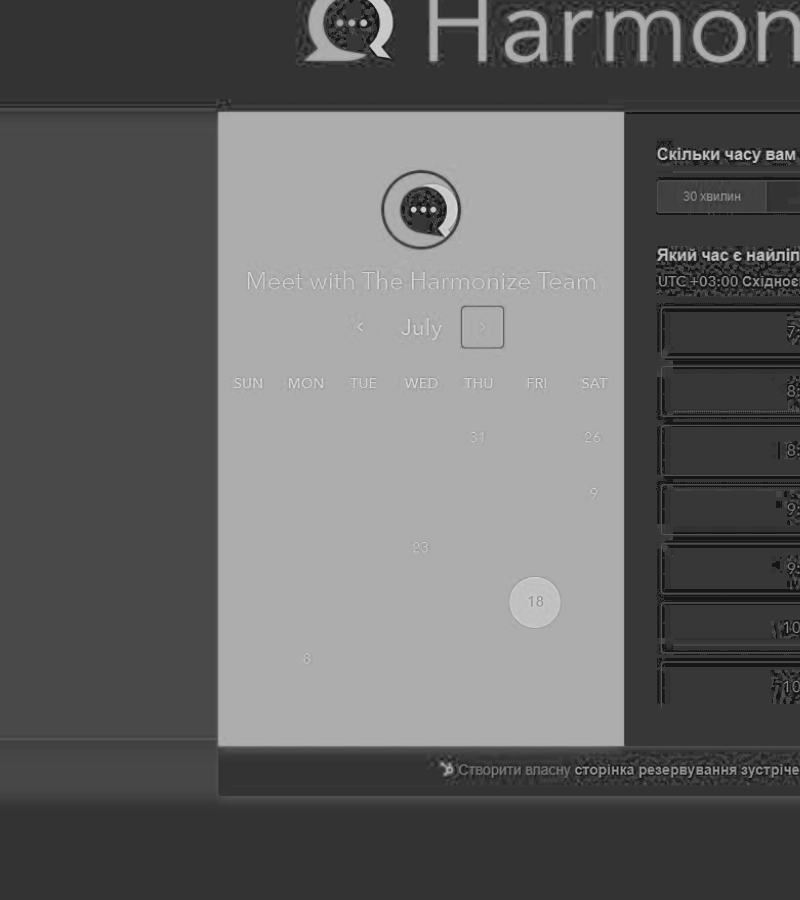 Harmon
Скільки часу вам
30 хвилин
Який час є найліп
UTC +03:00 Східноє
Meet with The Harmonize Team
July
SUN MON TUE WED THU FRI SAT
31 26
9
23
18
8
7:
8:
8:
9:
9:
10
10
Створити власну сторінка резервування зустріче